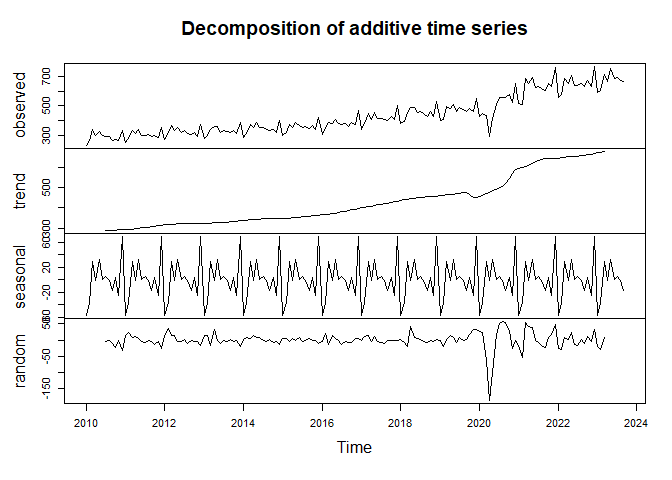 Decomposition of additive time series
observed
300 500 700
trend
300 500
seasonal
-60 -20 20 60
random
-150 -50 50
2010 2012 2014 2016 2018 2020 2022 2024
Time